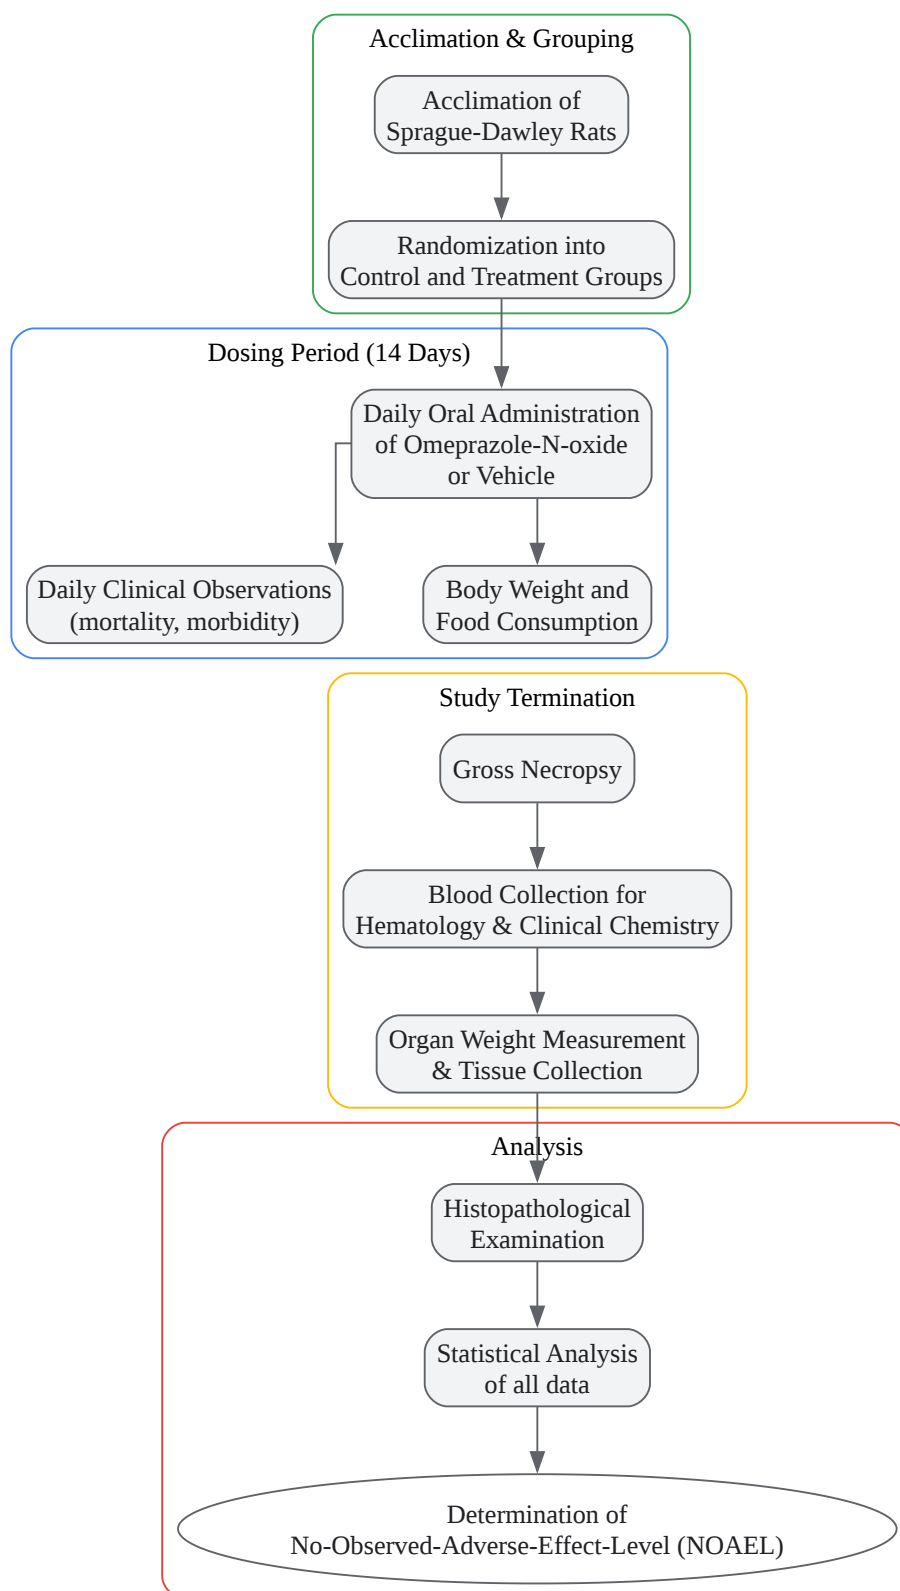 Acclimation & Grouping
Acclimation of
Sprague-Dawley Rats
Randomization into
Control and Treatment Groups
Dosing Period (14 Days)
Daily Oral Administration
of Omeprazole-N-oxide
or Vehicle
Daily Clinical Observations
(mortality, morbidity)
Body Weight and
Food Consumption
Study Termination
Gross Necropsy
Blood Collection for
Hematology & Clinical Chemistry
Organ Weight Measurement
& Tissue Collection
Analysis
Histopathological
Examination
Statistical Analysis
of all data
Determination of
No-Observed-Adverse-Effect-Level (NOAEL)